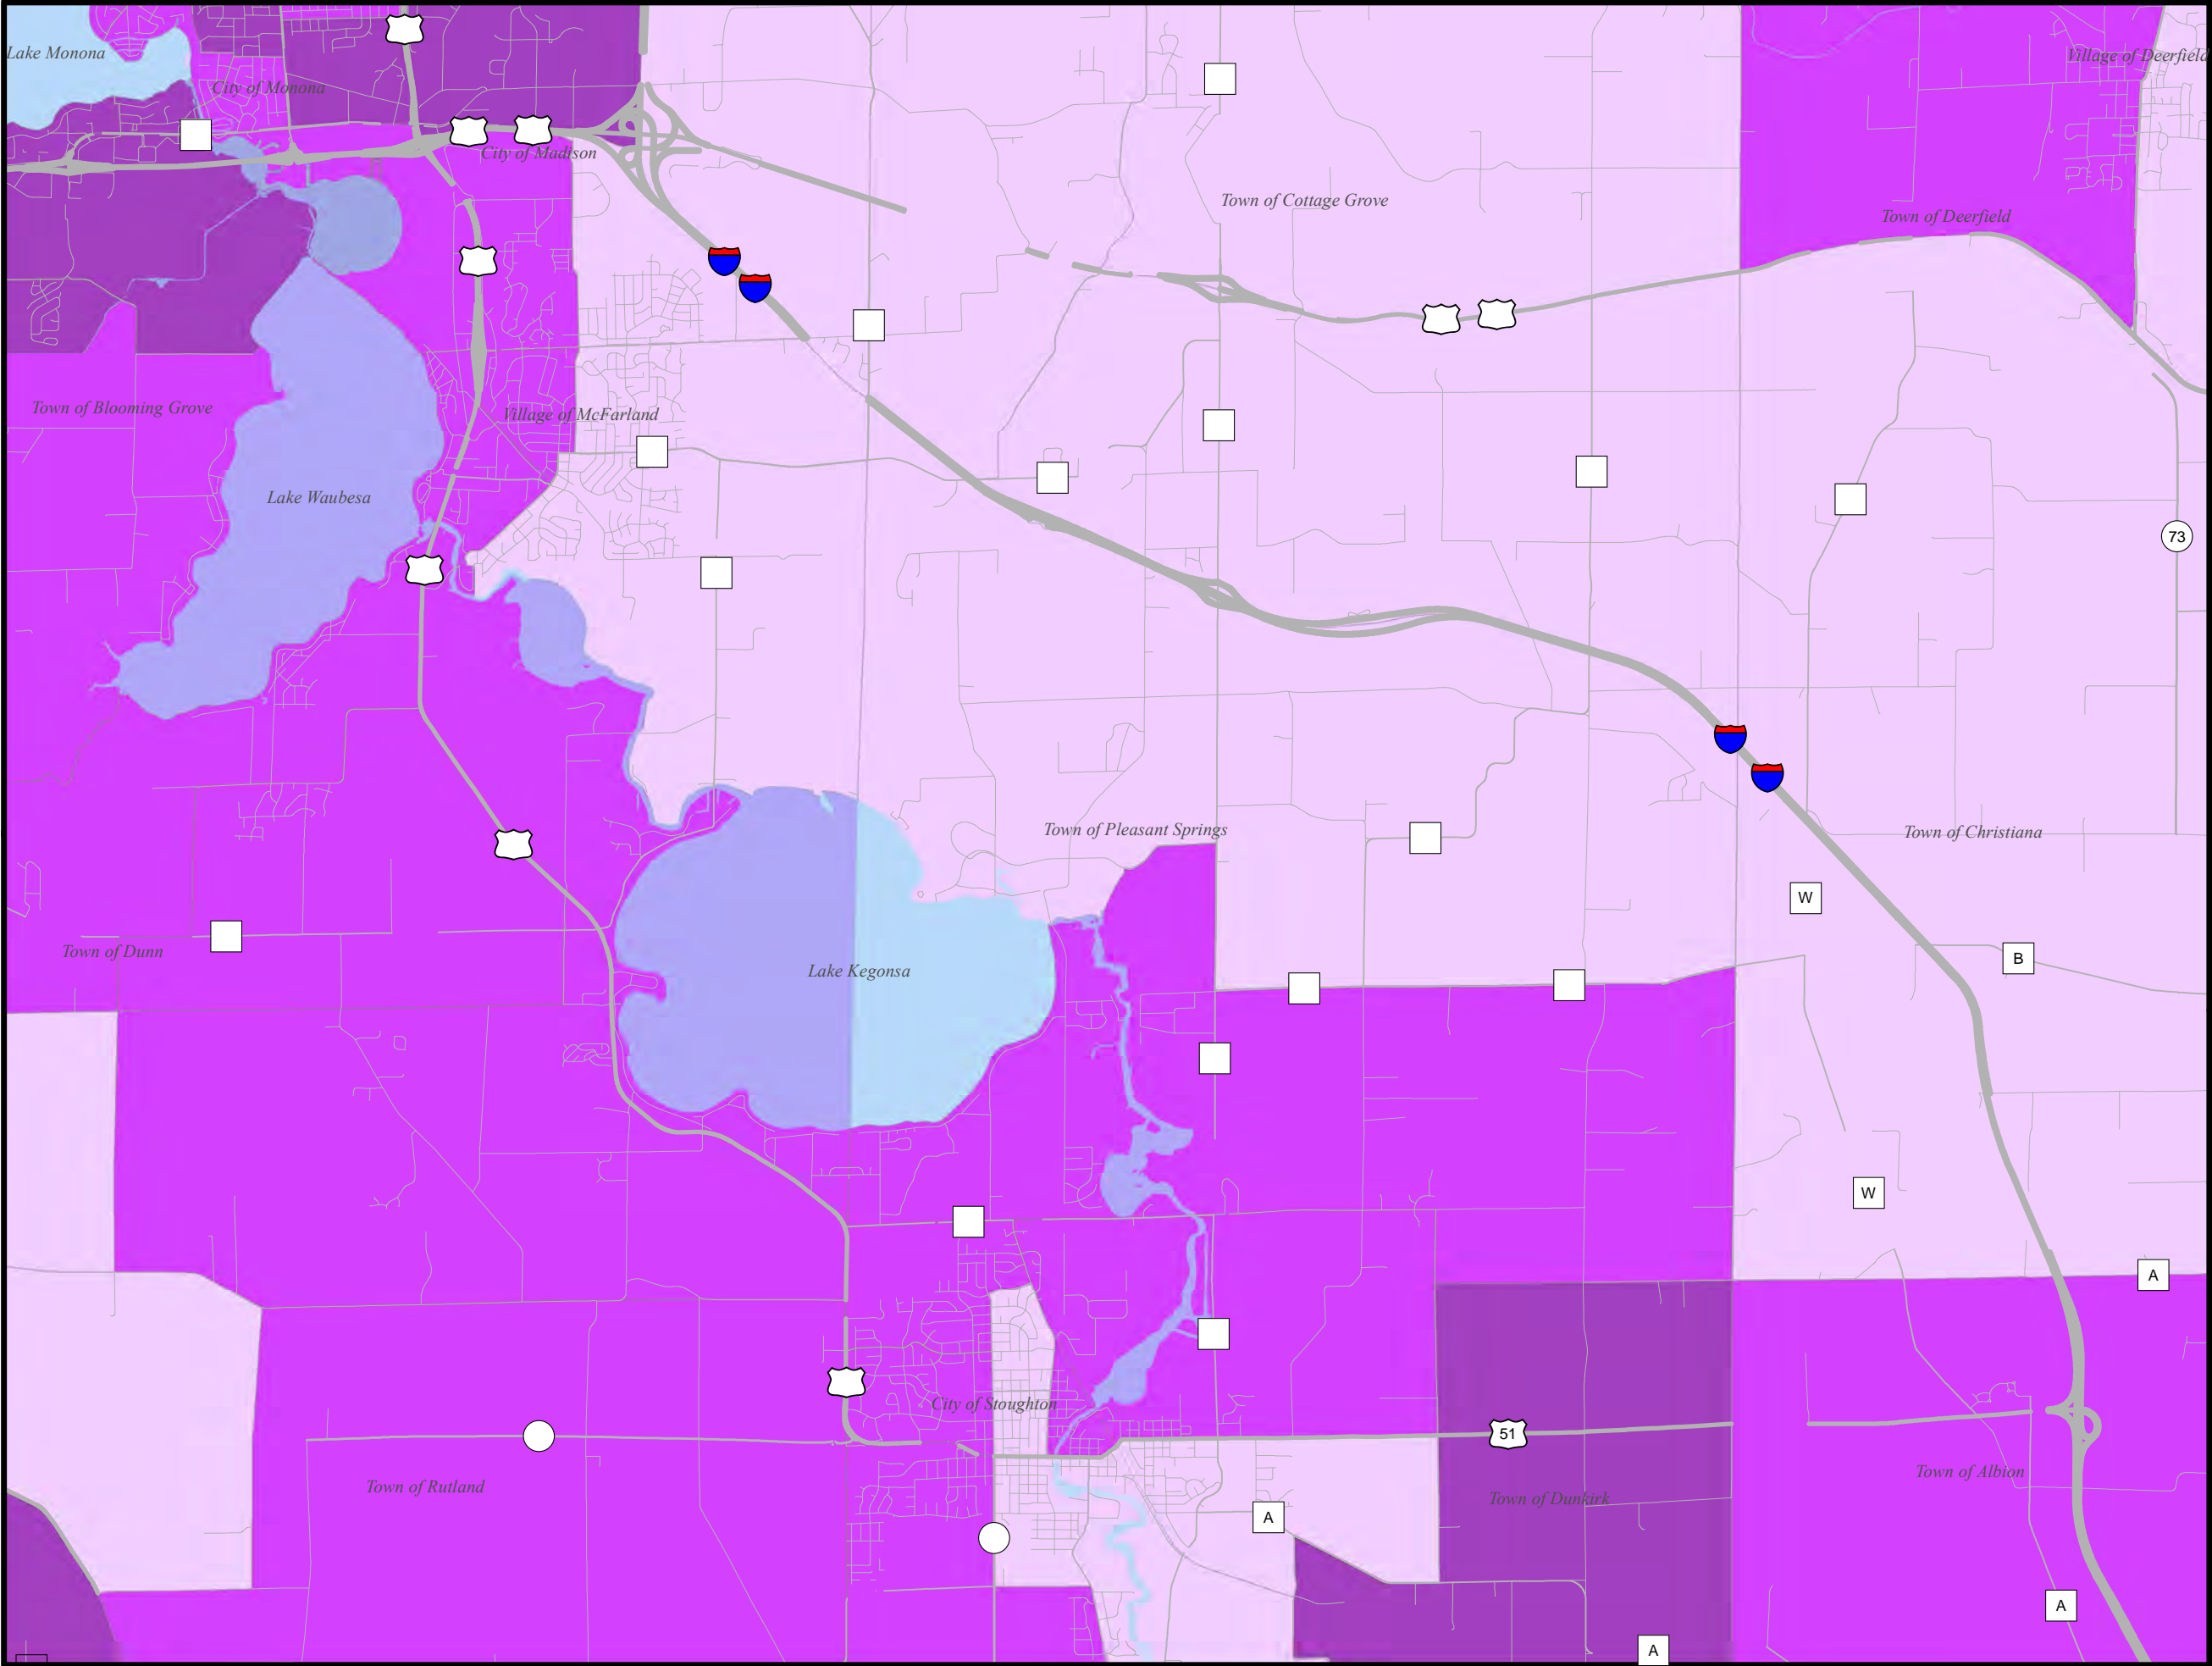 Lake Monona
Village of Deerfield
City of Monona
City of Madison
Town of Cottage Grove
Town of Deerfield
Town of Blooming Grove
Village of McFarland
Lake Waubesa
73
Town of Pleasant Springs
Town of Christiana
W
Town of Dunn
B
Lake Kegonsa
W
A
City of Stoughton
51
Town of Rutland
Town of Albion
Town of Dunkirk
A
A
A